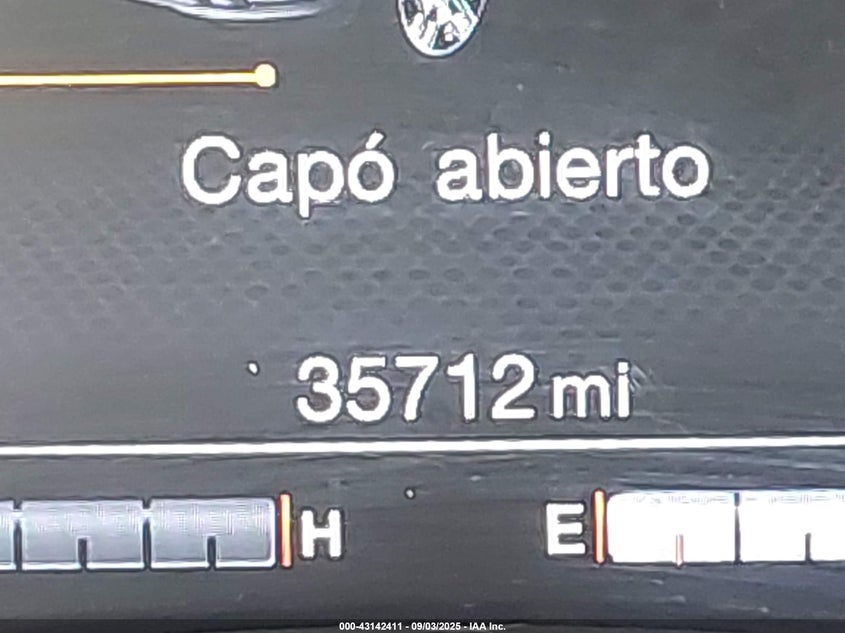 Capó abierto
35712 mi
H E
000-43142411 - 09/03/2025 - IAA Inc.